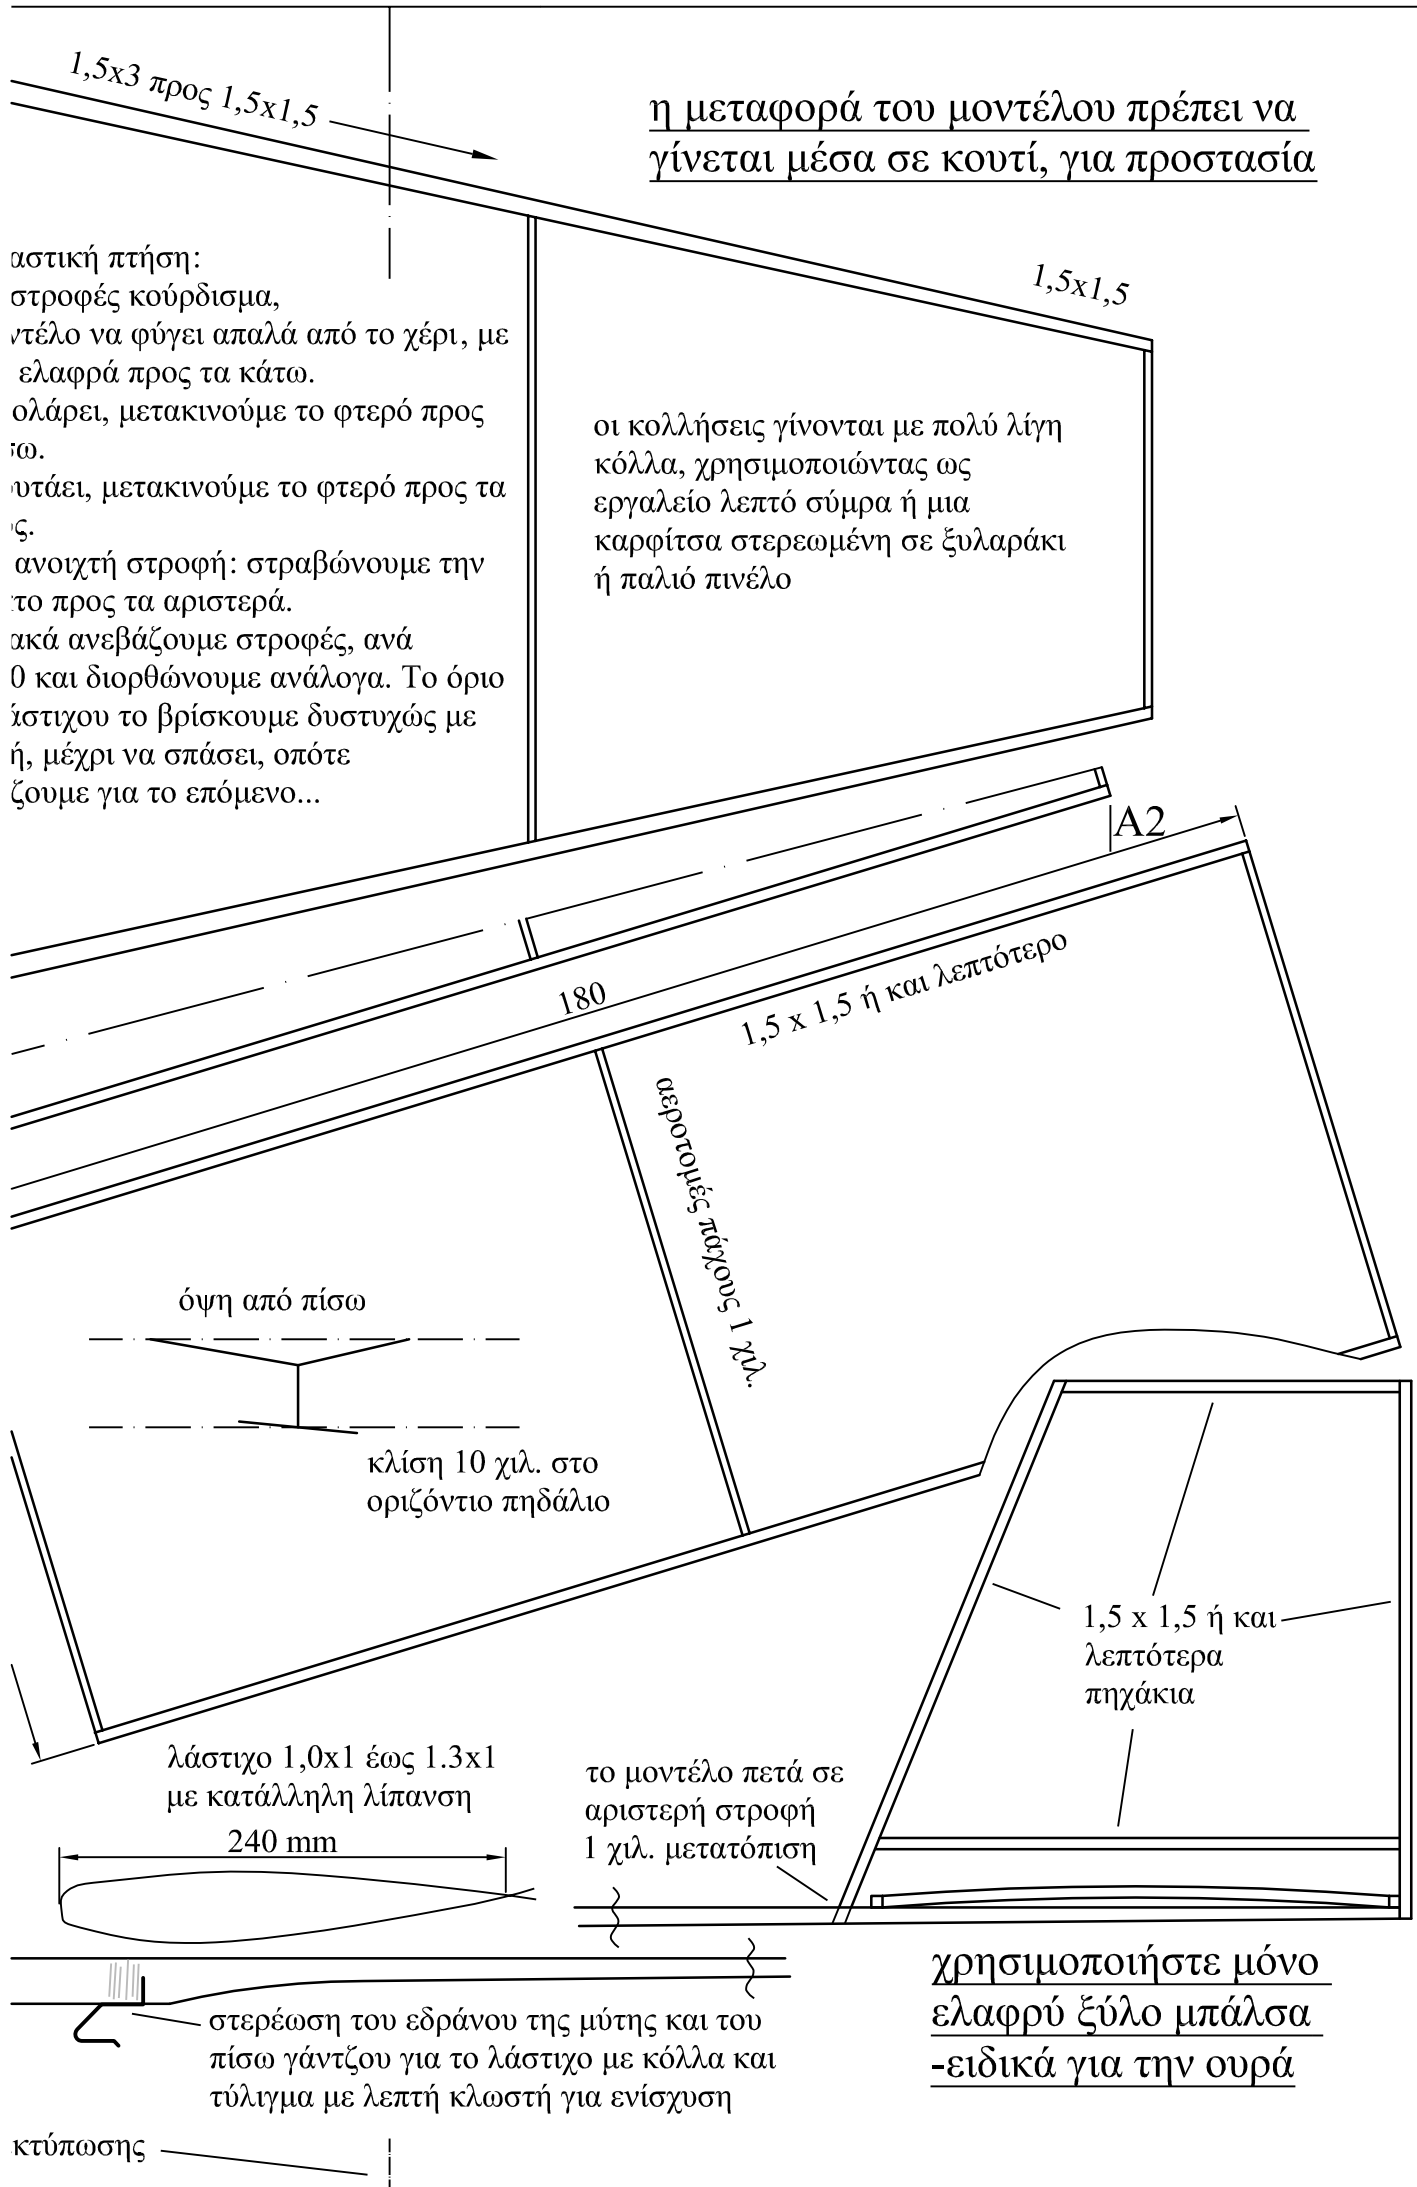 1,5x3 προς 1,5x1,5
η μεταφορά του μοντέλου πρέπει να
γίνεται μέσα σε κουτί, για προστασία
1,5x1,5
αστική πτήση:
στροφές κούρδισμα,
ντέλο να φύγει απαλά από το χέρι, με
ελαφρά προς τα κάτω.
ολάρει, μετακινούμε το φτερό προς
σω.
υτάει, μετακινούμε το φτερό προς τα
ς.
ανοιχτή στροφή: στραβώνουμε την
το προς τα αριστερά.
ακά ανεβάζουμε στροφές, ανά
0 και διορθώνουμε ανάλογα. Το όριο
άστιχου το βρίσκουμε δυστυχώς με
ή, μέχρι να σπάσει, οπότε
ζουμε για το επόμενο...
οι κολλήσεις γίνονται με πολύ λίγη
κόλλα, χρησιμοποιώντας ως
εργαλείο λεπτό σύμρα ή μια
καρφίτσα στερεωμένη σε ξυλαράκι
ή παλιό πινέλο
A2
180
1,5 x 1,5 ή και λεπτότερο
αεροτομές πάχους 1 χιλ.
όψη από πίσω
κλίση 10 χιλ. στο
οριζόντιο πηδάλιο
1,5 x 1,5 ή και
λεπτότερα
πηχάκια
λάστιχο 1,0x1 έως 1.3x1
με κατάλληλη λίπανση
240 mm
το μοντέλο πετά σε
αριστερή στροφή
1 χιλ. μετατόπιση
στερέωση του εδράνου της μύτης και του
πίσω γάντζου για το λάστιχο με κόλλα και
τύλιγμα με λεπτή κλωστή για ενίσχυση
χρησιμοποιήστε μόνο
ελαφρύ ξύλο μπάλσα
-ειδικά για την ουρά
κτύπωσης